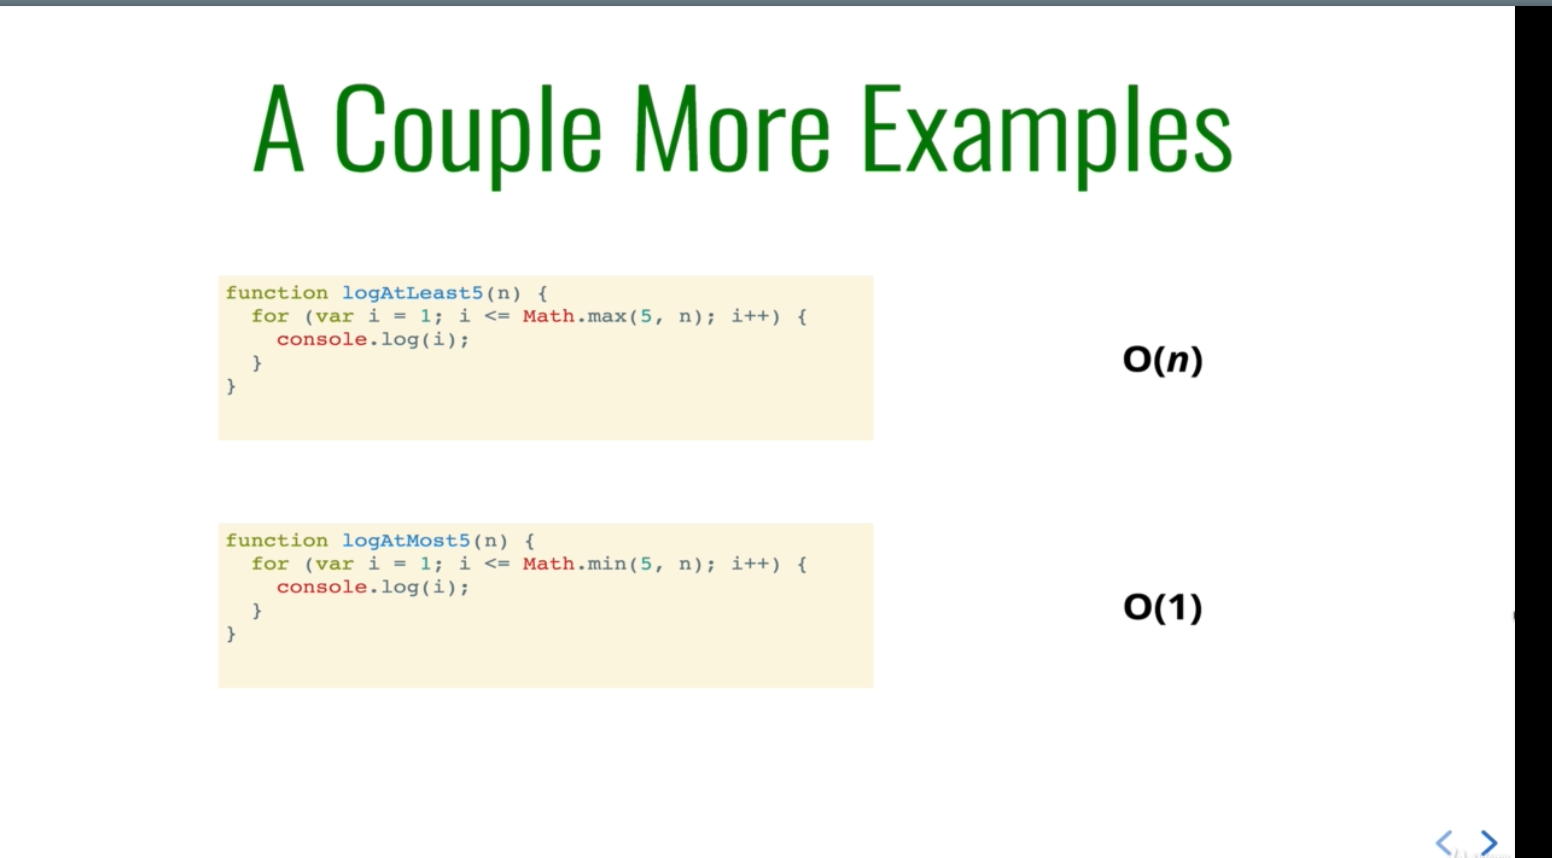 A Couple More Examples
function logAtLeast5(n) {
  for (var i = 1; i <= Math.max(5, n); i++) {
    console.log(i);
  }
}
O(n)
function logAtMost5(n) {
  for (var i = 1; i <= Math.min(5, n); i++) {
    console.log(i);
  }
}
O(1)